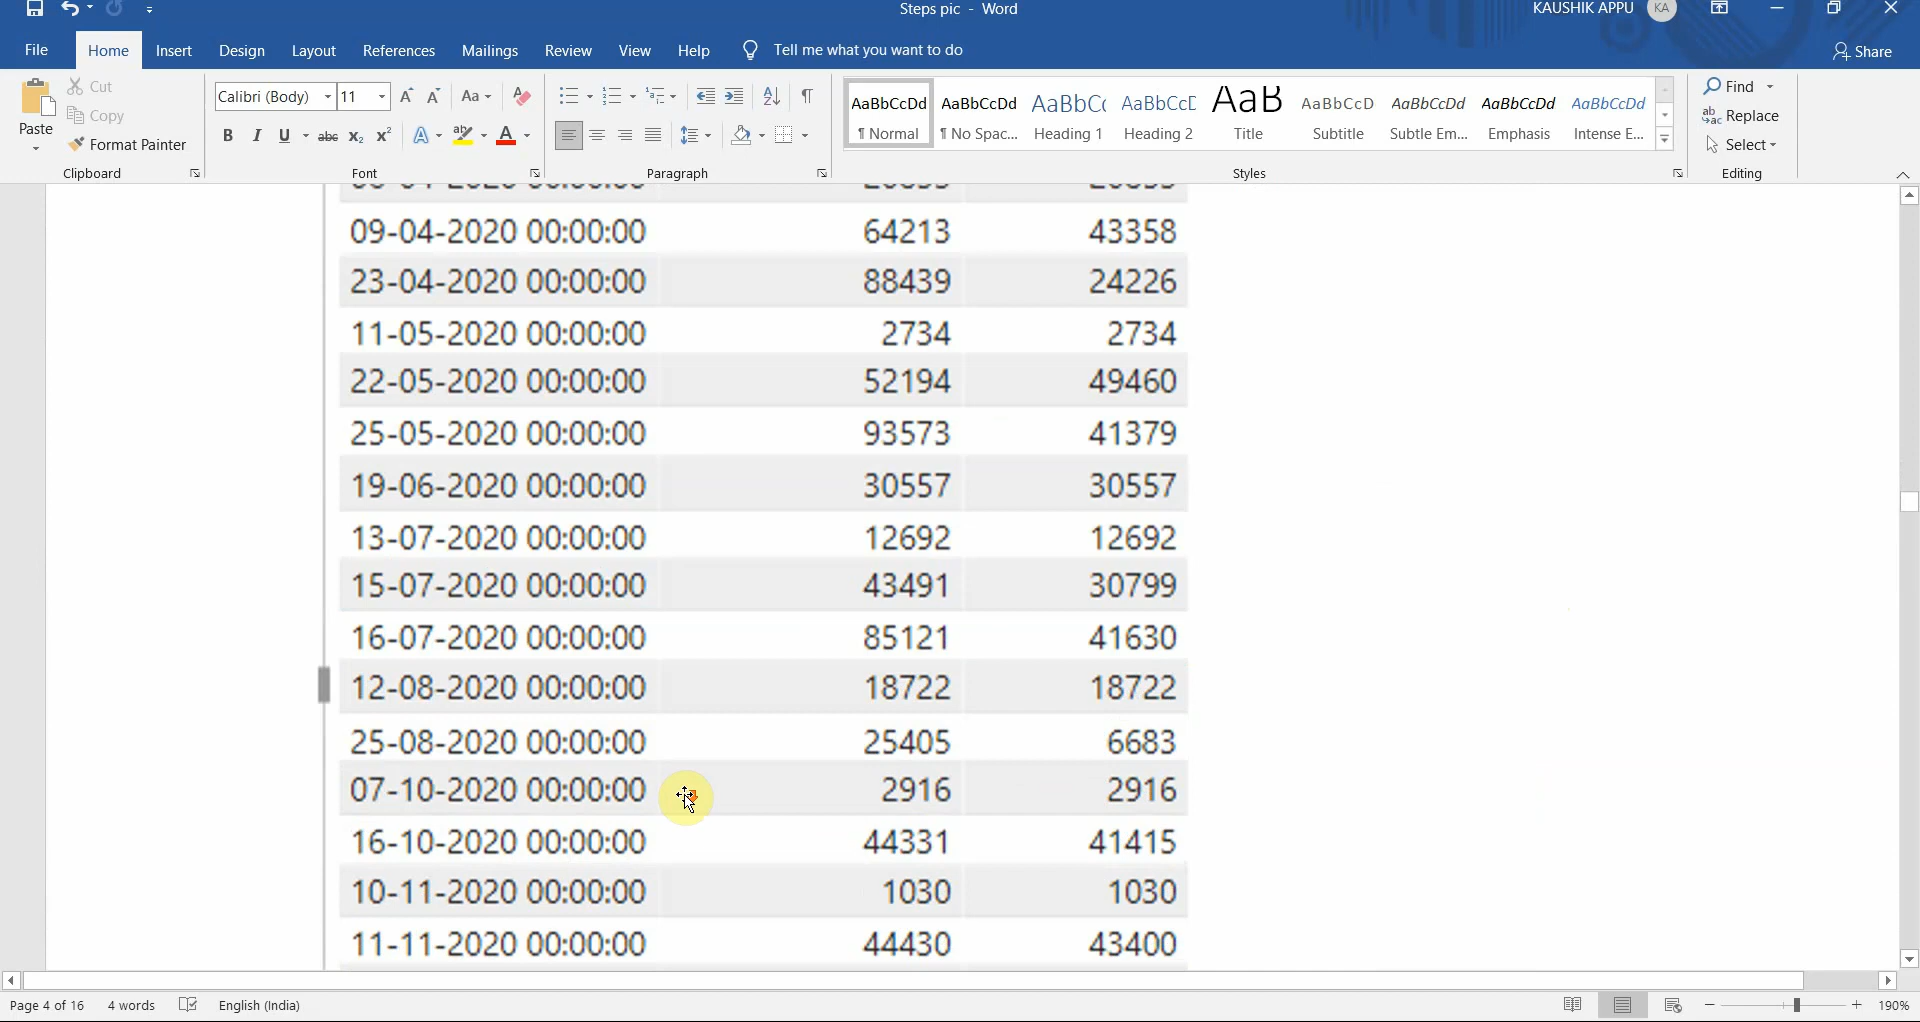 Steps pic - Word
KAUSHIK APPU KA
File Home Insert Design Layout References Mailings Review View Help Tell me what you want to do Share
Paste
Cut
Copy
Format Painter
Clipboard
Calibri (Body) 11
Aa
B I U abc x₂ x² A ab A
Font
Paragraph
AaBbCcDd AaBbCcDd AaBbCc AaBbCcD AaB AaBbCcD AaBbCcDd AaBbCcDd AaBbCcDd
¶ Normal ¶ No Spac... Heading 1 Heading 2 Title Subtitle Subtle Em... Emphasis Intense E...
Styles
Find
Replace
Select
Editing
09-04-2020 00:00:00 64213 43358
23-04-2020 00:00:00 88439 24226
11-05-2020 00:00:00 2734 2734
22-05-2020 00:00:00 52194 49460
25-05-2020 00:00:00 93573 41379
19-06-2020 00:00:00 30557 30557
13-07-2020 00:00:00 12692 12692
15-07-2020 00:00:00 43491 30799
16-07-2020 00:00:00 85121 41630
12-08-2020 00:00:00 18722 18722
25-08-2020 00:00:00 25405 6683
07-10-2020 00:00:00 2916 2916
16-10-2020 00:00:00 44331 41415
10-11-2020 00:00:00 1030 1030
11-11-2020 00:00:00 44430 43400
Page 4 of 16 4 words English (India) 190%